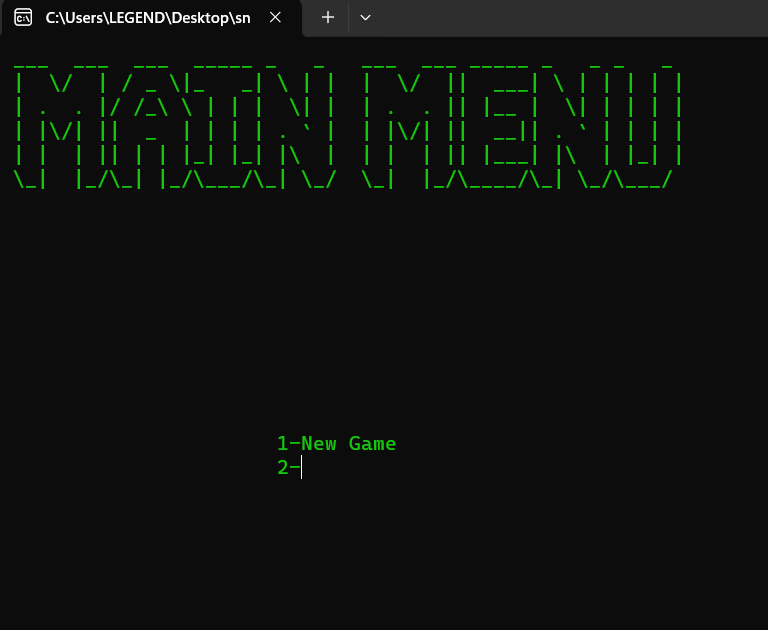 C:\Users\LEGEND\Desktop\sn
MAIN MENU
1-New Game
2-